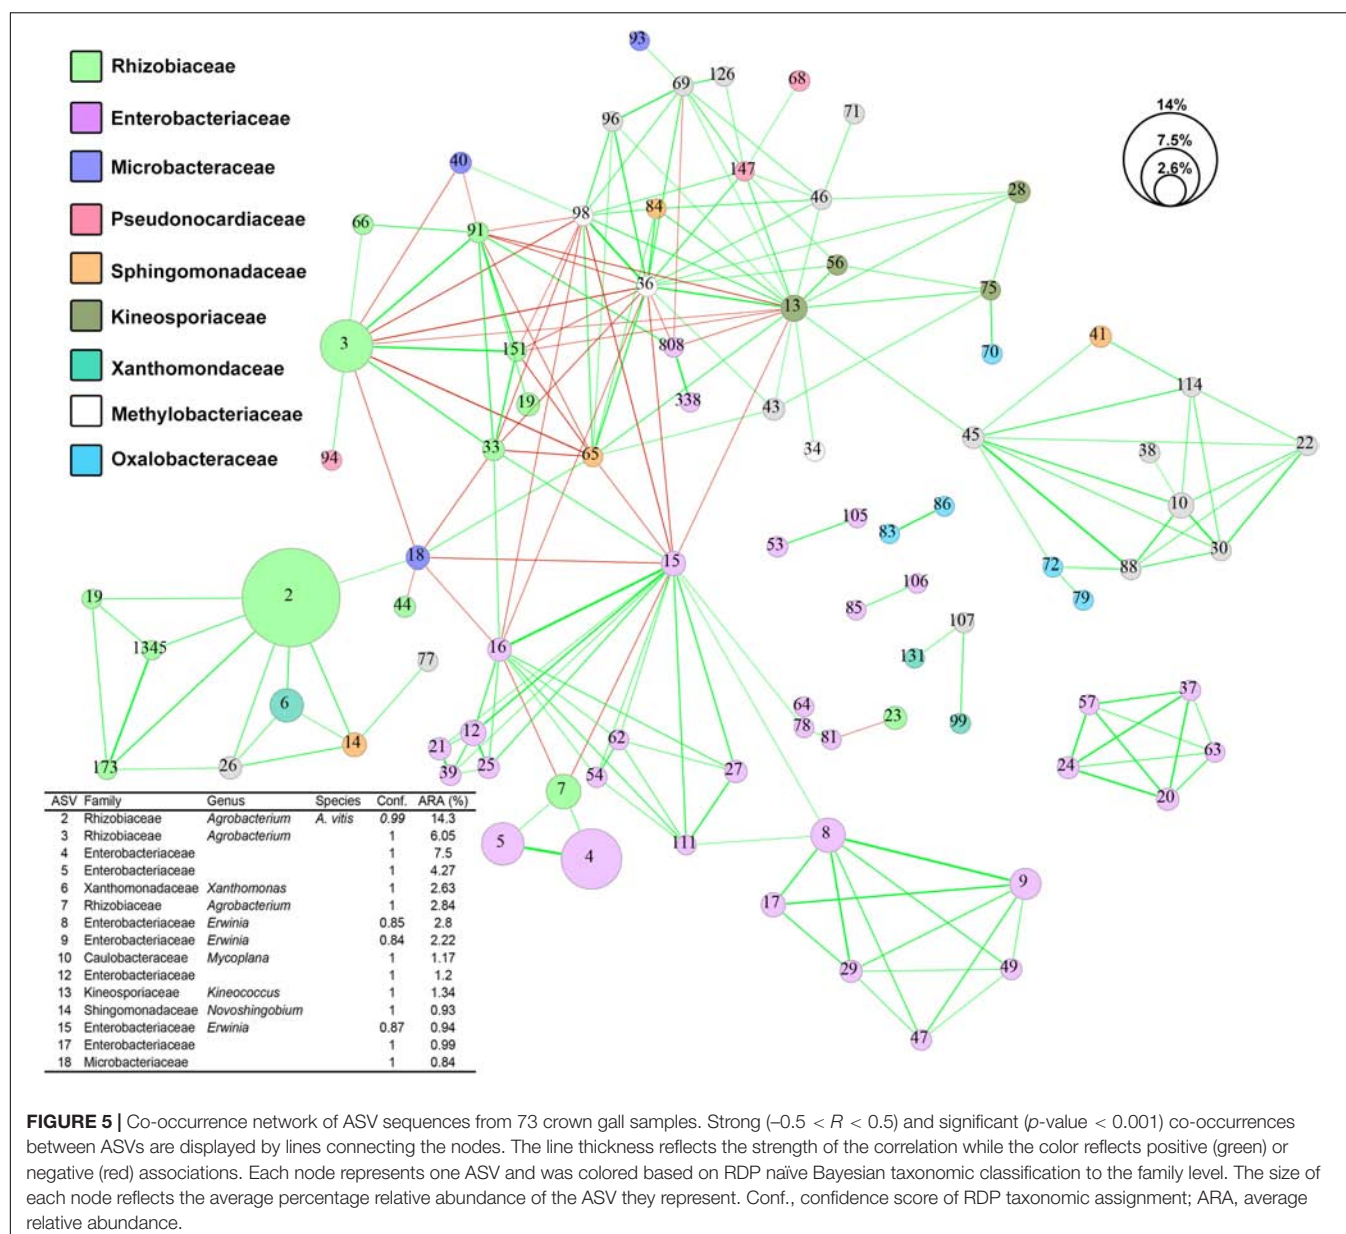 Rhizobiaceae
Enterobacteriaceae
Microbacteraceae
Pseudonocardiaceae
Sphingomonadaceae
Kineosporiaceae
Xanthomondaceae
Methylobacteriaceae
Oxalobacteraceae
14%
7.5%
2.6%
93
69
126
68
96
71
40
147
28
98
84
46
66
91
36
56
13
75
3
151
808
70
41
19
338
43
114
94
33
65
34
45
38
22
10
105
86
53
83
30
18
15
72
88
2
44
106
79
19
85
1345
16
107
77
131
6
64
57
37
78
23
99
12
81
14
21
62
63
173
26
39
25
54
27
24
20
7
5
4
111
8
9
17
29
49
47
ASV Family Genus Species Conf. ARA (%)
2 Rhizobiaceae Agrobacterium A. vitis 0.99 14.3
3 Rhizobiaceae Agrobacterium 1 6.05
4 Enterobacteriaceae 1 7.5
5 Enterobacteriaceae 1 4.27
6 Xanthomonadaceae Xanthomonas 1 2.63
7 Rhizobiaceae Agrobacterium 1 2.84
8 Enterobacteriaceae Erwinia 0.85 2.8
9 Enterobacteriaceae Erwinia 0.84 2.22
10 Caulobacteraceae Mycoplana 1 1.17
12 Enterobacteriaceae 1 1.2
13 Kineosporiaceae Kineococcus 1 1.34
14 Shingomonadaceae Novoshingobium 1 0.93
15 Enterobacteriaceae Erwinia 0.87 0.94
17 Enterobacteriaceae 1 0.99
18 Microbacteriaceae 1 0.84
FIGURE 5 | Co-occurrence network of ASV sequences from 73 crown gall samples. Strong (–0.5 < R < 0.5) and significant (p-value < 0.001) co-occurrences
between ASVs are displayed by lines connecting the nodes. The line thickness reflects the strength of the correlation while the color reflects positive (green) or
negative (red) associations. Each node represents one ASV and was colored based on RDP naïve Bayesian taxonomic classification to the family level. The size of
each node reflects the average percentage relative abundance of the ASV they represent. Conf., confidence score of RDP taxonomic assignment; ARA, average
relative abundance.